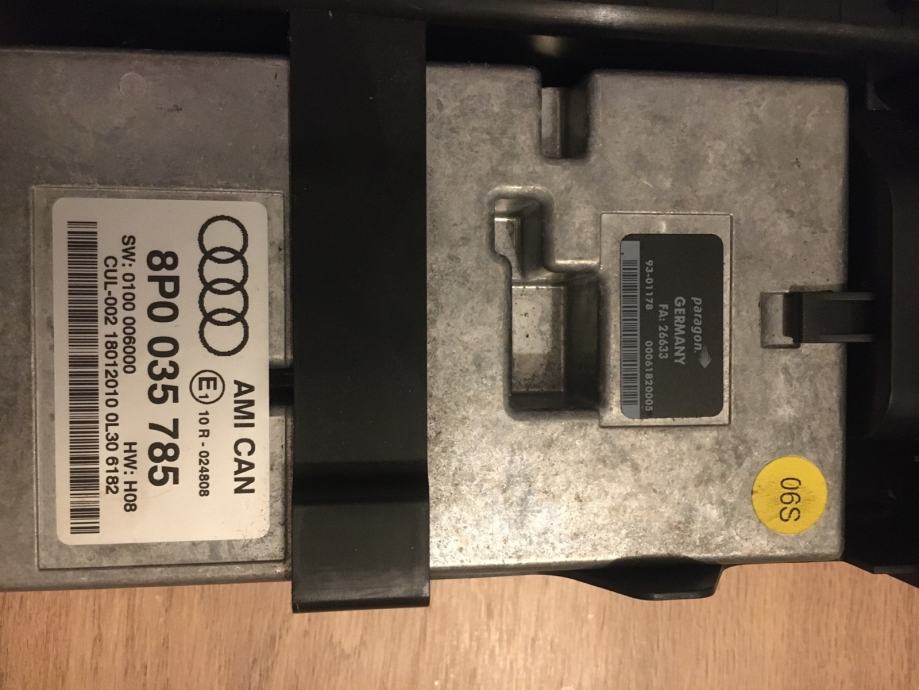 AMI CAN
E1 10 R - 024808
8P0 035 785
SW: 0100 006000 HW: H08
CUL-002 18012010 0L30 6182
paragon
GERMANY
FA: 26633
93-01178 00061820005
06S